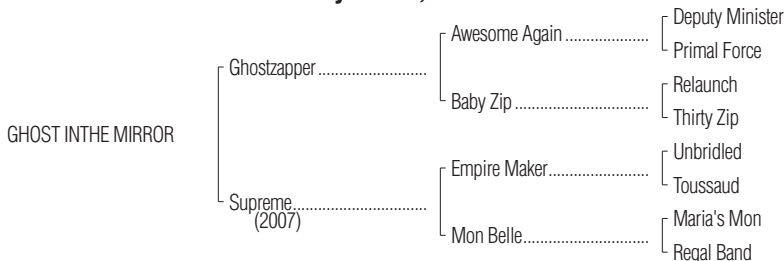 Deputy Minister
Awesome Again
Primal Force
Ghostzapper
Relaunch
Baby Zip
Thirty Zip
GHOST INTHE MIRROR
Unbridled
Empire Maker
Toussaud
Supreme
(2007)
Maria's Mon
Mon Belle
Regal Band